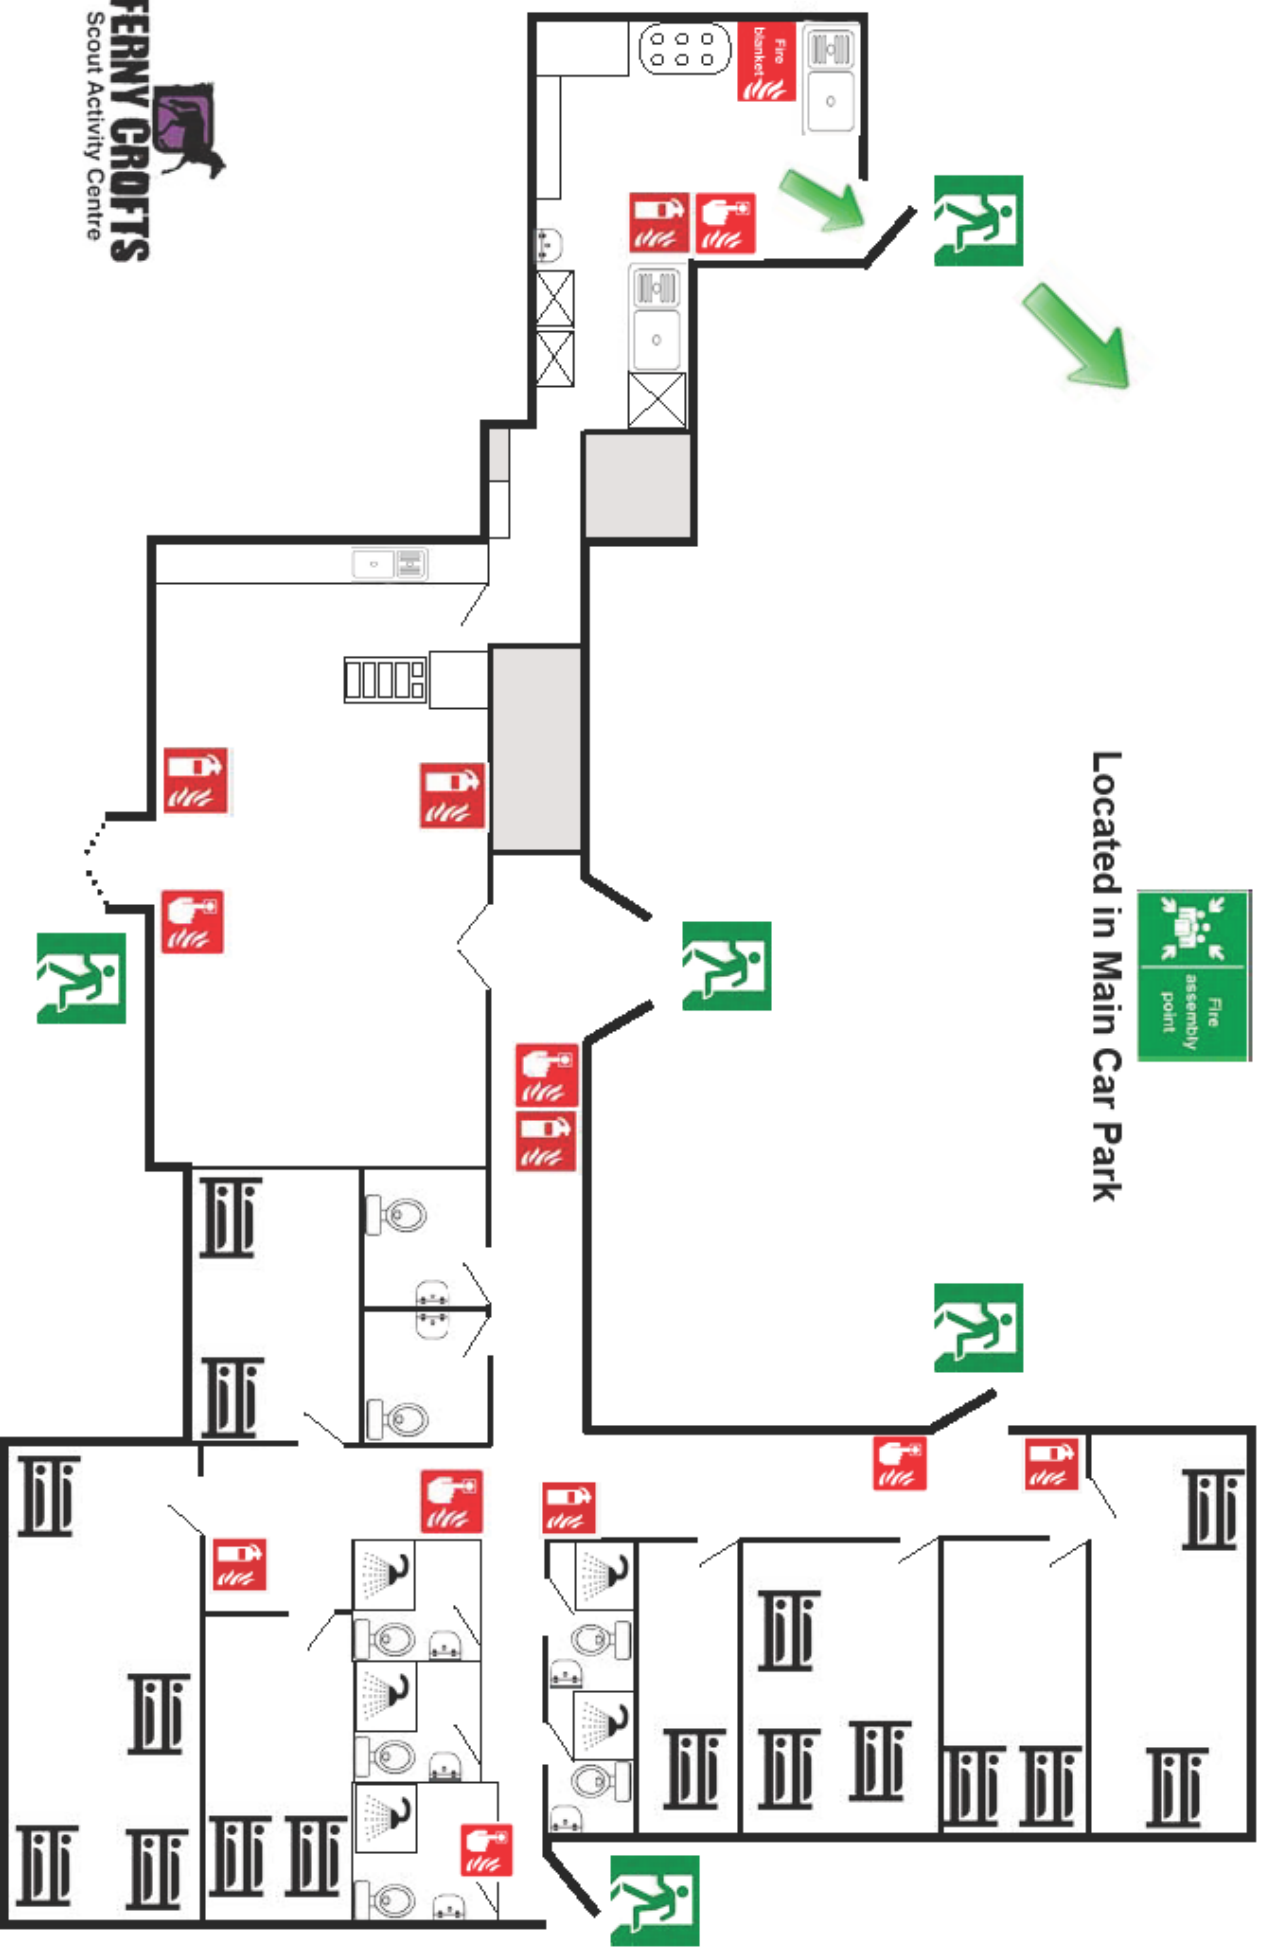 FERNY CROFTS
Scout Activity Centre
Fire
blanket
Located in Main Car Park
Fire
assembly
point